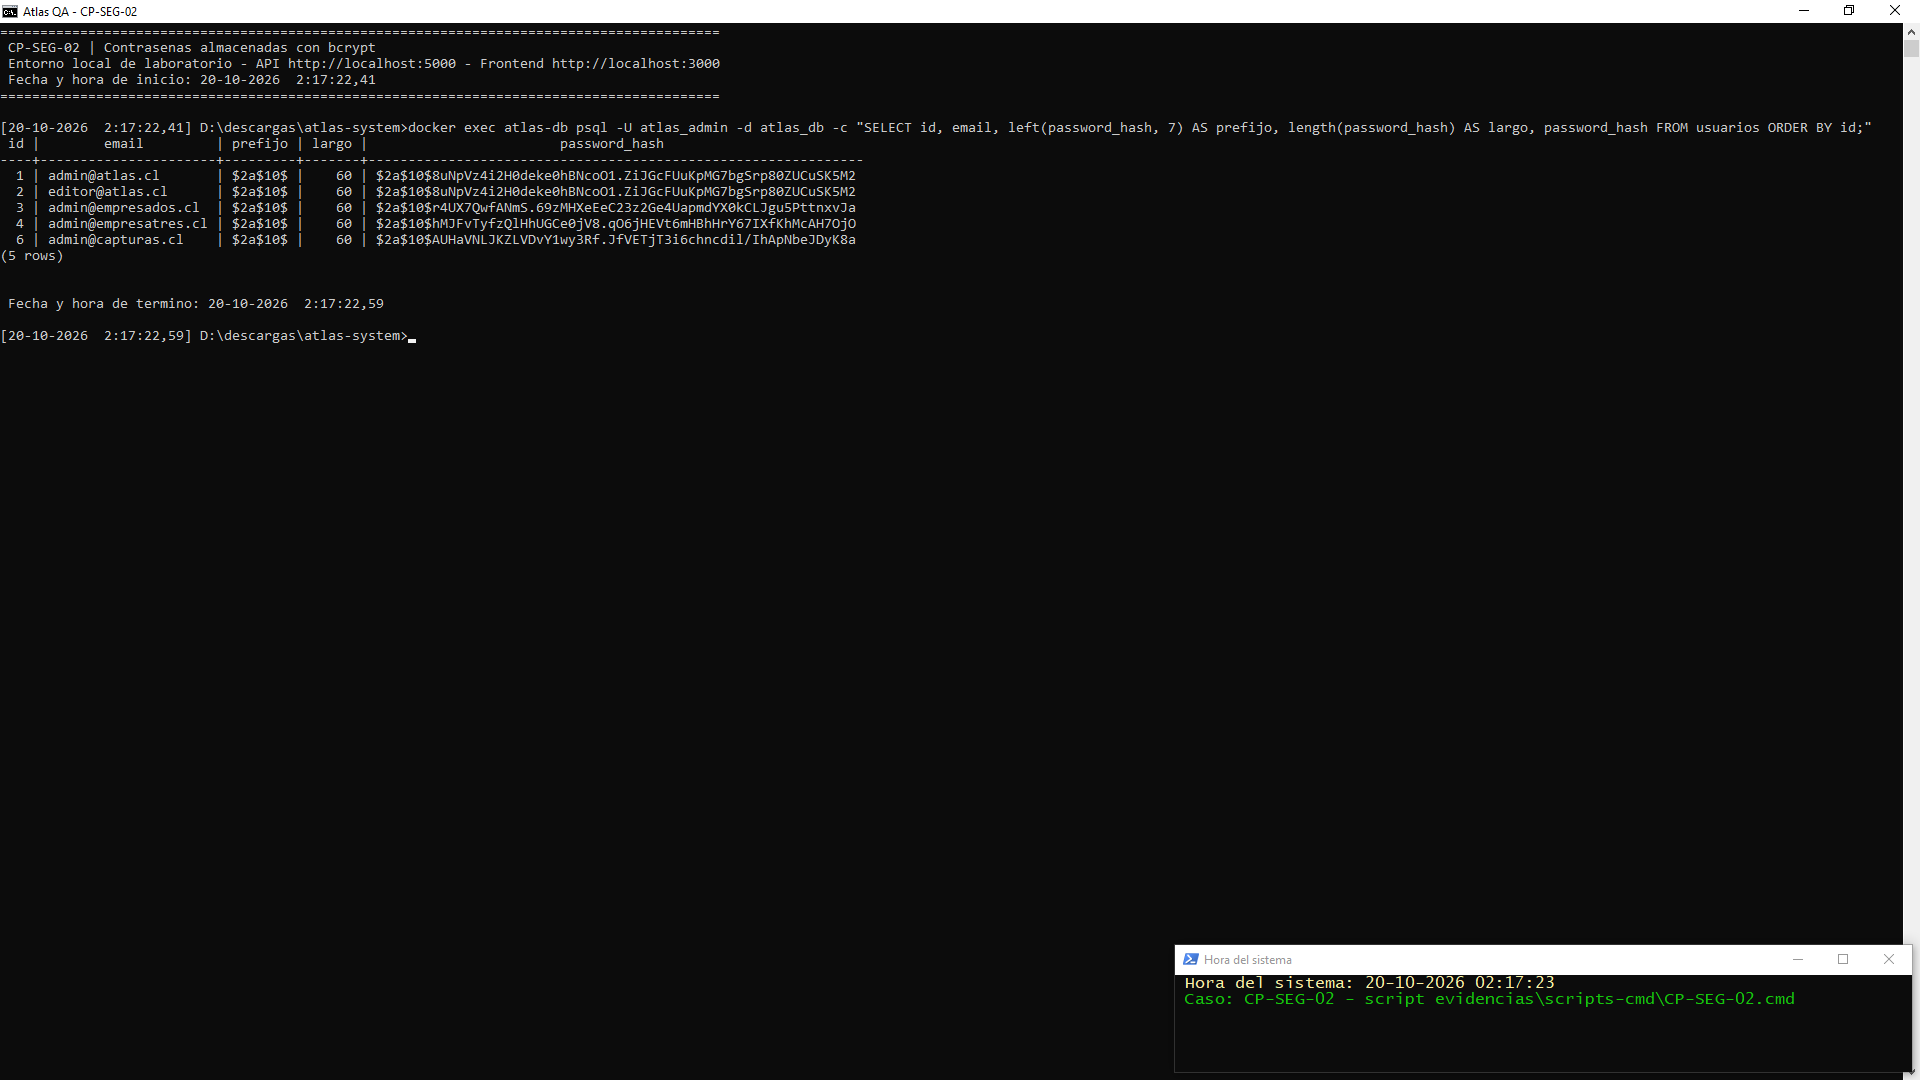 Atlas QA - CP-SEG-02
==========================================================================================
CP-SEG-02 | Contrasenas almacenadas con bcrypt
Entorno local de laboratorio - API http://localhost:5000 - Frontend http://localhost:3000
Fecha y hora de inicio: 20-10-2026  2:17:22,41
==========================================================================================
[20-10-2026  2:17:22,41] D:\descargas\atlas-system>docker exec atlas-db psql -U atlas_admin -d atlas_db -c "SELECT id, email, left(password_hash, 7) AS prefijo, length(password_hash) AS largo, password_hash FROM usuarios ORDER BY id;"
 id |        email         | prefijo | largo |                        password_hash
----+----------------------+---------+-------+--------------------------------------------------------------
  1 | admin@atlas.cl       | $2a$10$ |    60 | $2a$10$8uNpVz4i2H0deke0hBNcoO1.ZiJGcFUuKpMG7bgSrp80ZUCuSK5M2
  2 | editor@atlas.cl      | $2a$10$ |    60 | $2a$10$8uNpVz4i2H0deke0hBNcoO1.ZiJGcFUuKpMG7bgSrp80ZUCuSK5M2
  3 | admin@empresados.cl  | $2a$10$ |    60 | $2a$10$r4UX7QwfANmS.69zMHXeEeC23z2Ge4UapmdYX0kCLJgu5PttnxvJa
  4 | admin@empresatres.cl | $2a$10$ |    60 | $2a$10$hMJFvTyfzQlHhUGCe0jV8.qO6jHEVt6mHBhHrY67IXfKhMcAH7OjO
  6 | admin@capturas.cl    | $2a$10$ |    60 | $2a$10$AUHaVNLJKZLVDvY1wy3Rf.JfVETjT3i6chncdil/IhApNbeJDyK8a
(5 rows)
Fecha y hora de termino: 20-10-2026  2:17:22,59
[20-10-2026  2:17:22,59] D:\descargas\atlas-system>
Hora del sistema
Hora del sistema: 20-10-2026 02:17:23
Caso: CP-SEG-02 - script evidencias\scripts-cmd\CP-SEG-02.cmd